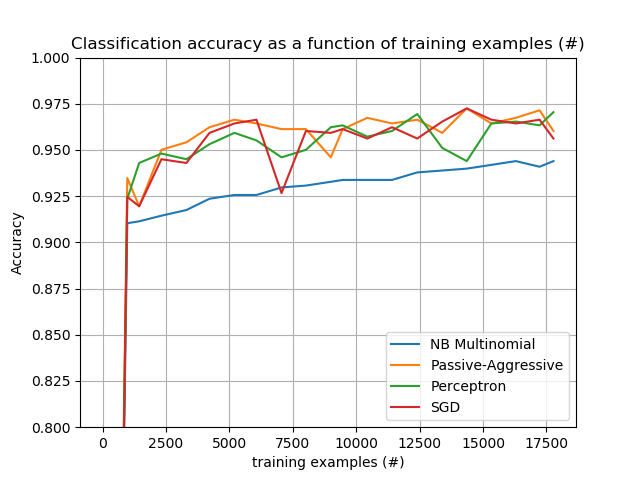 Classification accuracy as a function of training examples (#)
1.000
0.975
0.950
0.925
0.900
0.875
0.850
0.825
0.800
Accuracy
NB Multinomial
Passive-Aggressive
Perceptron
SGD
0 2500 5000 7500 10000 12500 15000 17500
training examples (#)